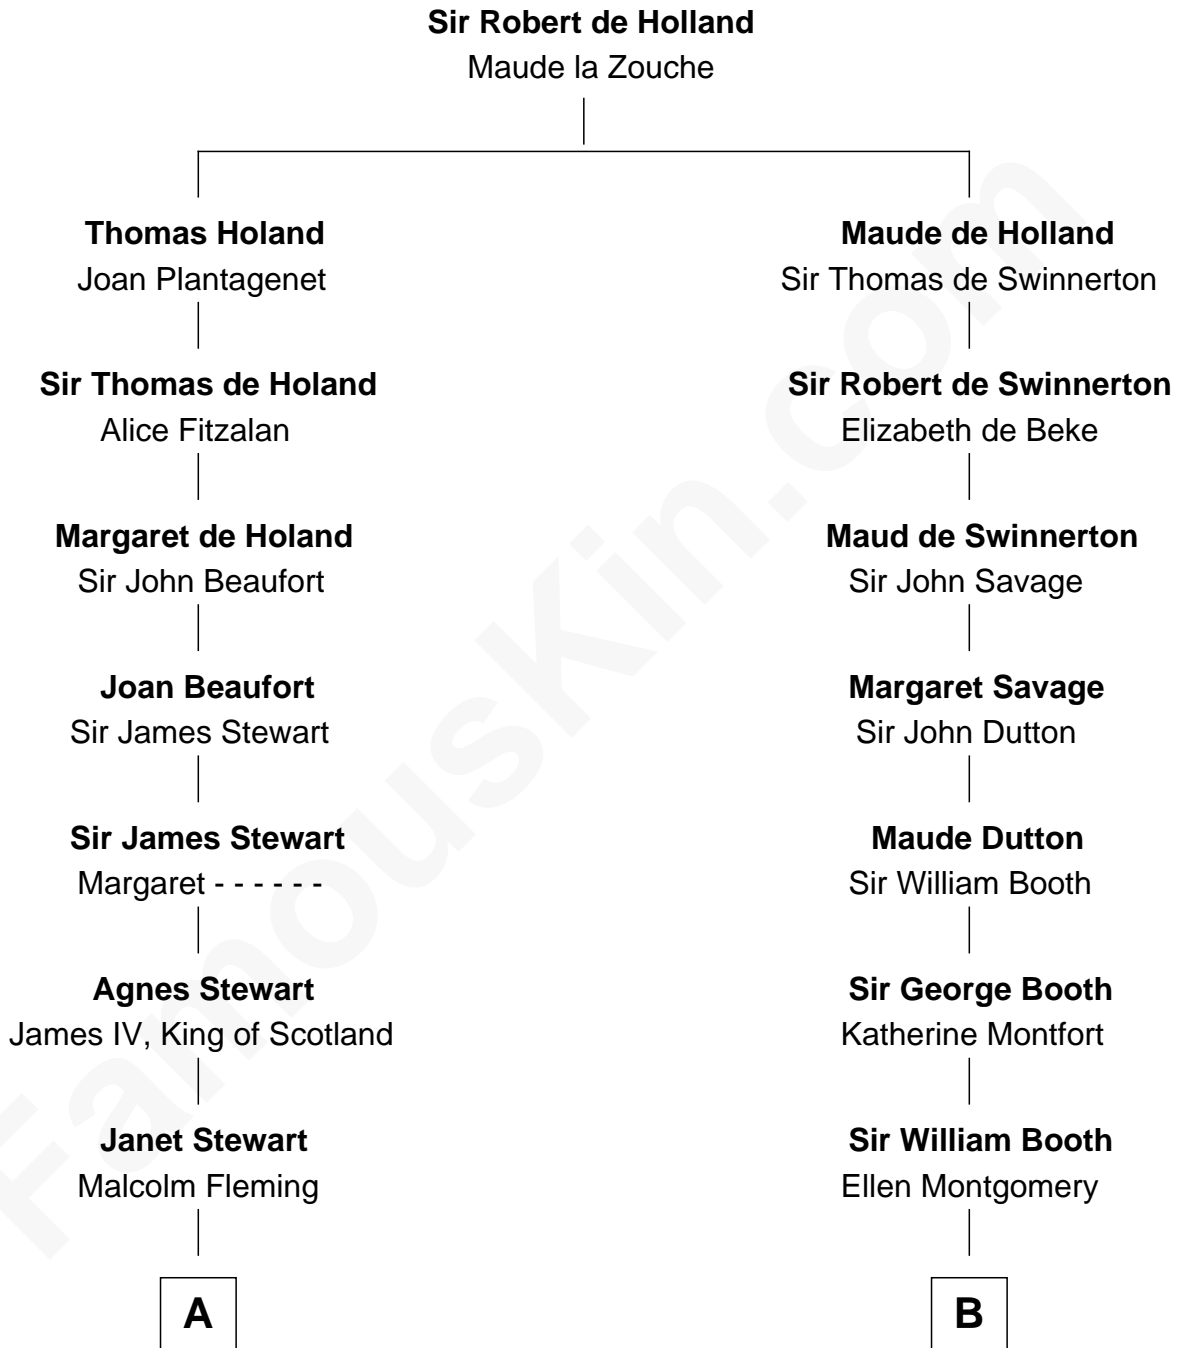 Sir Robert de Holland
Maude la Zouche
Thomas Holand
Joan Plantagenet
Sir Thomas de Holand
Alice Fitzalan
Margaret de Holand
Sir John Beaufort
Joan Beaufort
Sir James Stewart
Sir James Stewart
Margaret - - - - - -
Agnes Stewart
James IV, King of Scotland
Janet Stewart
Malcolm Fleming
A
Maude de Holland
Sir Thomas de Swinnerton
Sir Robert de Swinnerton
Elizabeth de Beke
Maud de Swinnerton
Sir John Savage
Margaret Savage
Sir John Dutton
Maude Dutton
Sir William Booth
Sir George Booth
Katherine Montfort
Sir William Booth
Ellen Montgomery
B
FamousKin.com